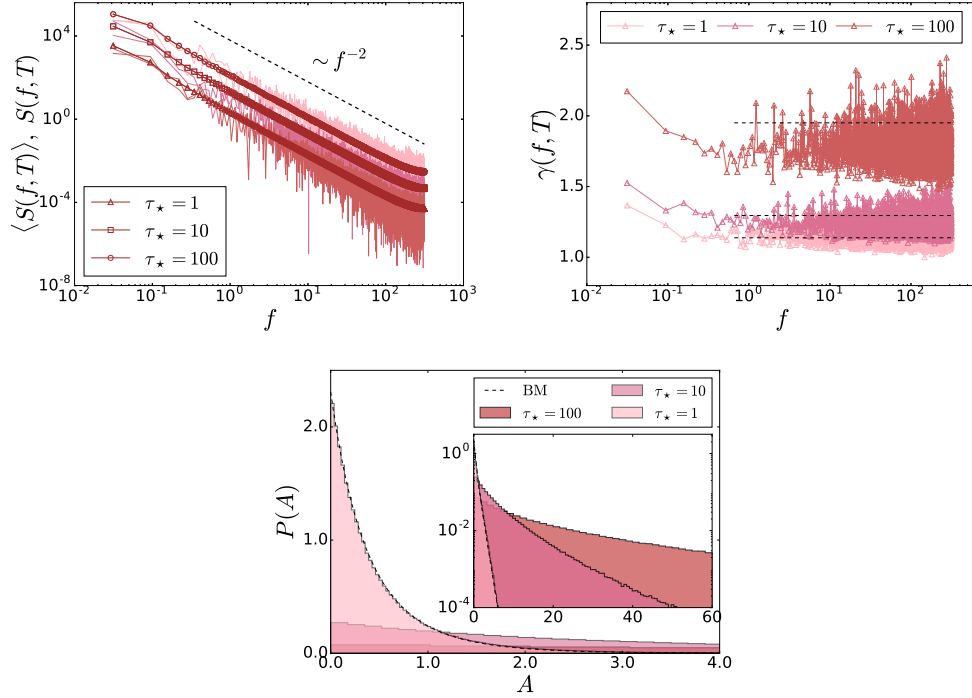 10^4
10^0
10^{-4}
10^{-8}
⟨S(f,T)⟩, S(f,T)
∼ f^{-2}
τ⋆ = 1
τ⋆ = 10
τ⋆ = 100
10^{-2} 10^{-1} 10^0 10^1 10^2 10^3
f
τ⋆ = 1 τ⋆ = 10 τ⋆ = 100
2.5
2.0
1.5
1.0
γ(f,T)
10^{-2} 10^{-1} 10^0 10^1 10^2
f
2.0
1.0
0.0
P(A)
BM τ⋆ = 10
τ⋆ = 100 τ⋆ = 1
10^0
10^{-2}
10^{-4}
0 20 40 60
0.0 1.0 2.0 3.0 4.0
A